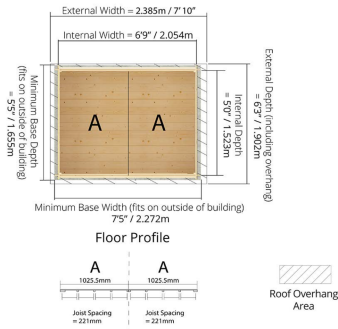 External Width = 2.385m / 7' 10"
Internal Width = 6'9" / 2.054m
Minimum Base Depth
(fits on outside of building)
= 5'5" / 1.655m
A
A
Internal Depth
= 5'0" / 1.523m
External Depth (including overhang)
= 6'3" / 1.902m
Minimum Base Width (fits on outside of building)
7'5" / 2.272m
Floor Profile
A
A
1025.5mm
1025.5mm
Joist Spacing
= 221mm
Joist Spacing
= 221mm
Roof Overhang
Area